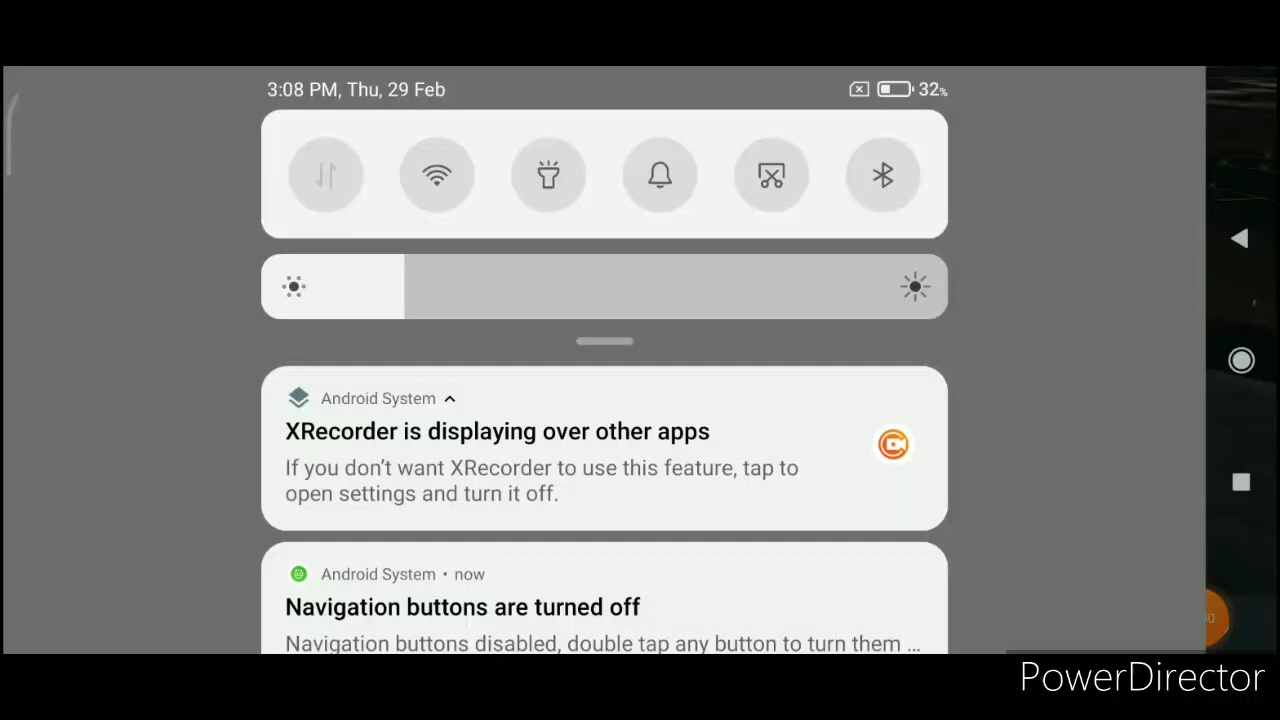 3:08 PM, Thu, 29 Feb
32%
Android System
XRecorder is displaying over other apps
If you don't want XRecorder to use this feature, tap to
open settings and turn it off.
Android System • now
Navigation buttons are turned off
Navigation buttons disabled, double tap any button to turn them ...
PowerDirector